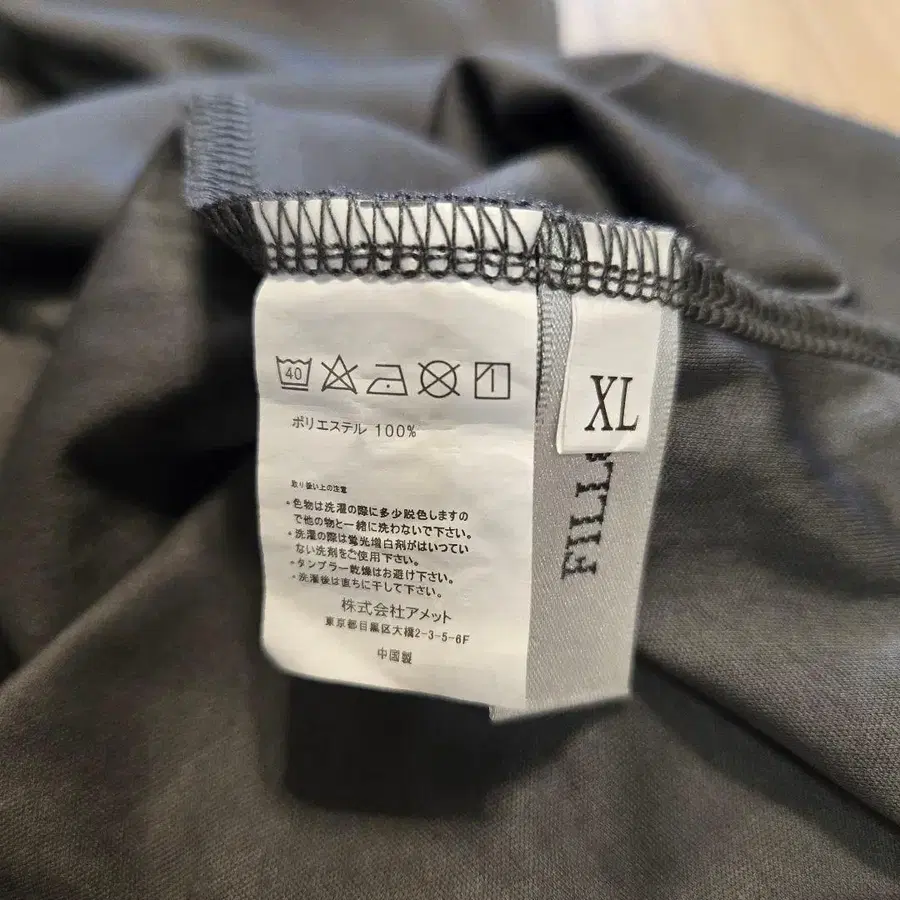 40
ポリエステル 100%
取り扱い上の注意
・色物は洗濯の際に多少脱色します
ので他の物と一緒に洗わないで下さい。
・洗濯の際は蛍光増白剤がはいってい
ない洗剤をご使用下さい。
・タンブラー乾燥はお避け下さい。
・洗濯後は直ちに干して下さい。
株式会社アメット
東京都目黒区大橋2-3-5-6F
中国製
XL
FILL